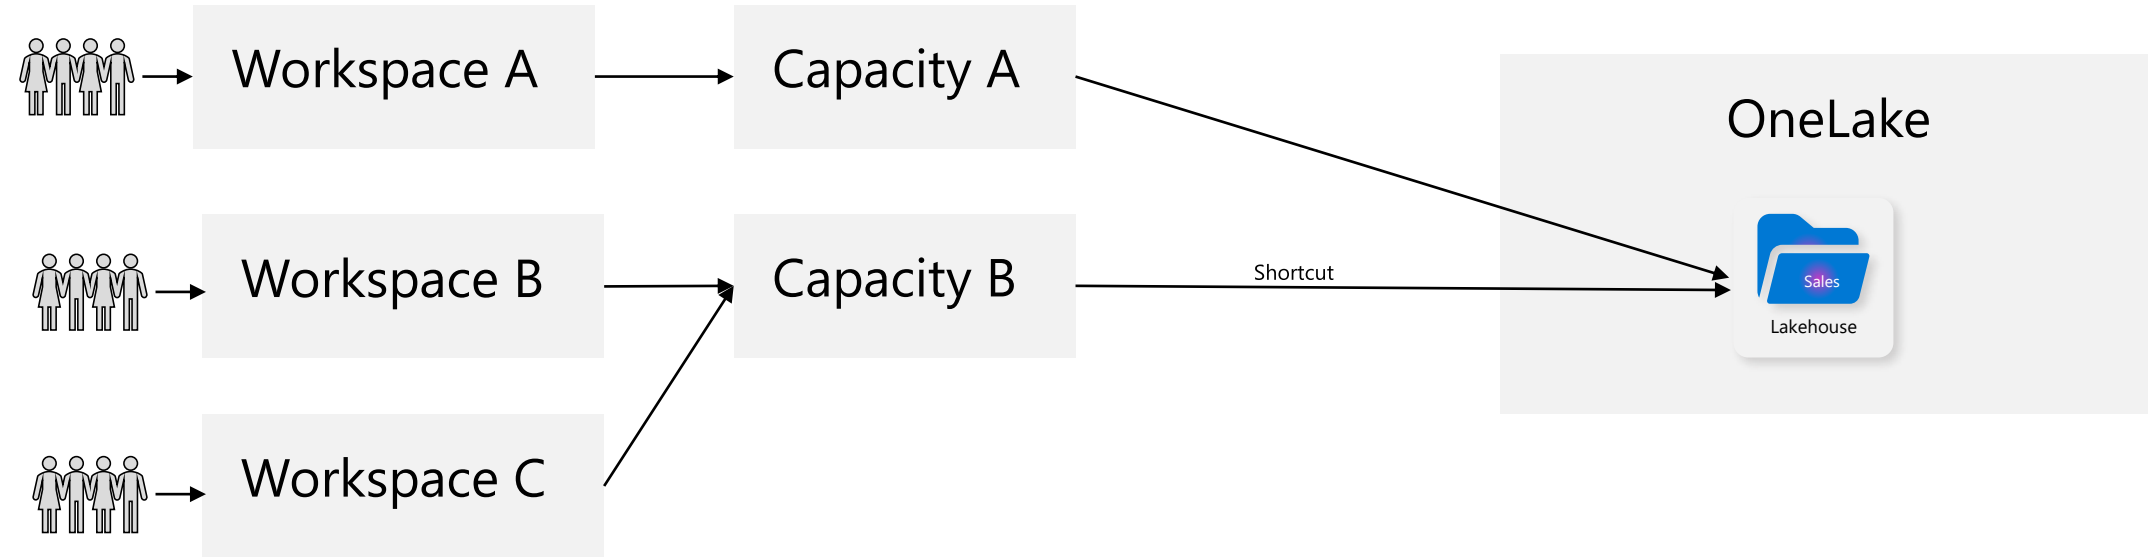 Workspace A
Capacity A
OneLake
Workspace B
Capacity B
Shortcut
Sales
Lakehouse
Workspace C